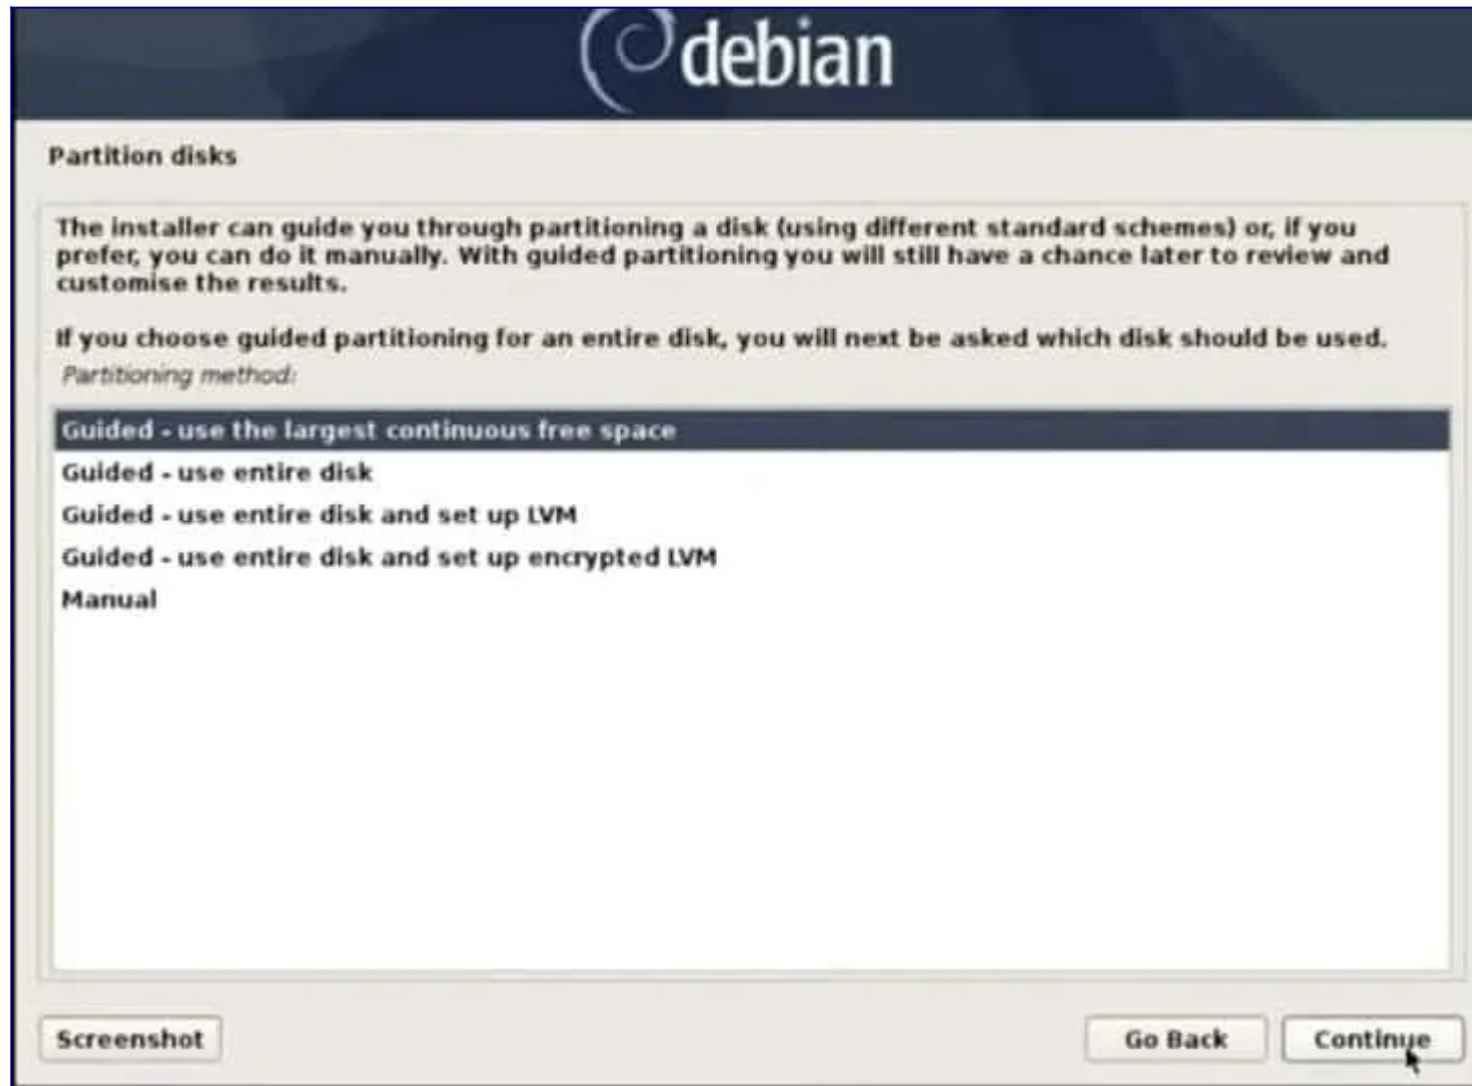 debian
Partition disks
The installer can guide you through partitioning a disk (using different standard schemes) or, if you
prefer, you can do it manually. With guided partitioning you will still have a chance later to review and
customise the results.
If you choose guided partitioning for an entire disk, you will next be asked which disk should be used.
Partitioning method:
Guided - use the largest continuous free space
Guided - use entire disk
Guided - use entire disk and set up LVM
Guided - use entire disk and set up encrypted LVM
Manual
Screenshot
Go Back
Continue